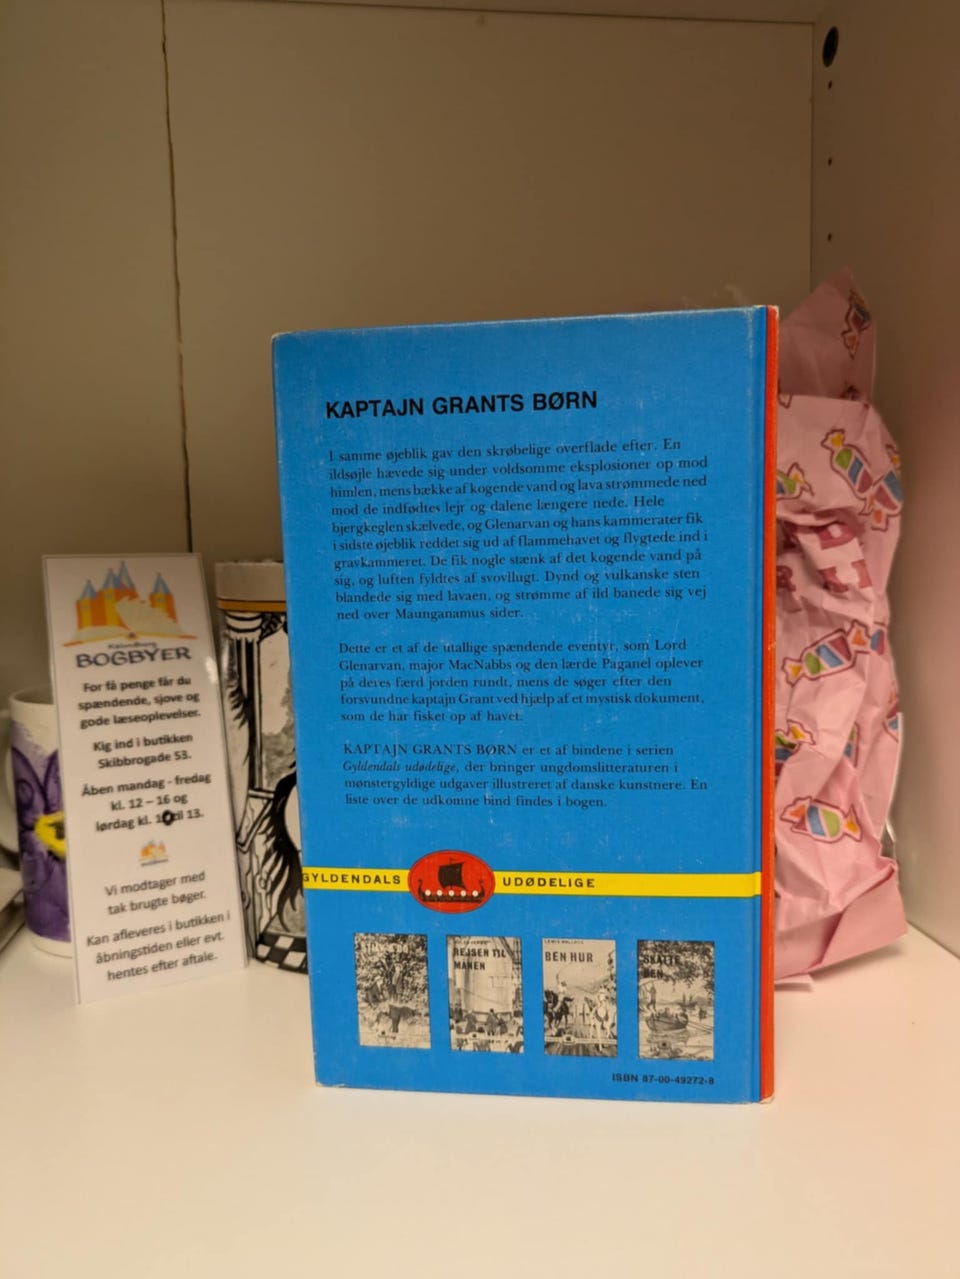 KAPTAJN GRANTS BØRN
I samme øjeblik gav den skrøbelige overflade efter. En
ildsøjle hævede sig under voldsomme eksplosioner op mod
himlen, mens bække af kogende vand og lava strømmede ned
mod de indfødtes lejr og dalene længere nede. Hele
bjergkeglen skælvede, og Glenarvan og hans kammerater fik
i sidste øjeblik reddet sig ud af flammehavet og flygtede ind i
gravkammeret. De fik nogle stænk af det kogende vand på
sig, og luften fyldtes af svovllugt. Dynd og vulkanske sten
blandede sig med lavaen, og strømme af ild banede sig vej
ned over Maunganamus sider.
Dette er et af de utallige spændende eventyr, som Lord
Glenarvan, major MacNabbs og den lærde Paganel oplever
på deres færd jorden rundt, mens de søger efter den
forsvundne kaptajn Grant ved hjælp af et mystisk dokument,
som de har fisket op af havet.
KAPTAJN GRANTS BØRN er et af bindene i serien
Gyldendals udødelige, der bringer ungdomslitteraturen i
mønstergyldige udgaver illustreret af danske kunstnere. En
liste over de udkomne bind findes i bogen.
GYLDENDALS UDØDELIGE
REJSEN TIL
MÅNEN
LEWIS WALLACE
BEN HUR
SKATTE
ØEN
ISBN 87-00-49272-8
Kalundborg
BOGBYER
For få penge får du
spændende, sjove og
gode læseoplevelser.
Kig ind i butikken
Skibbrogade 53.
Åben mandag - fredag
kl. 12 – 16 og
lørdag kl. 10 til 13.
Vi modtager med
tak brugte bøger.
Kan afleveres i butikken i
åbningstiden eller evt.
hentes efter aftale.